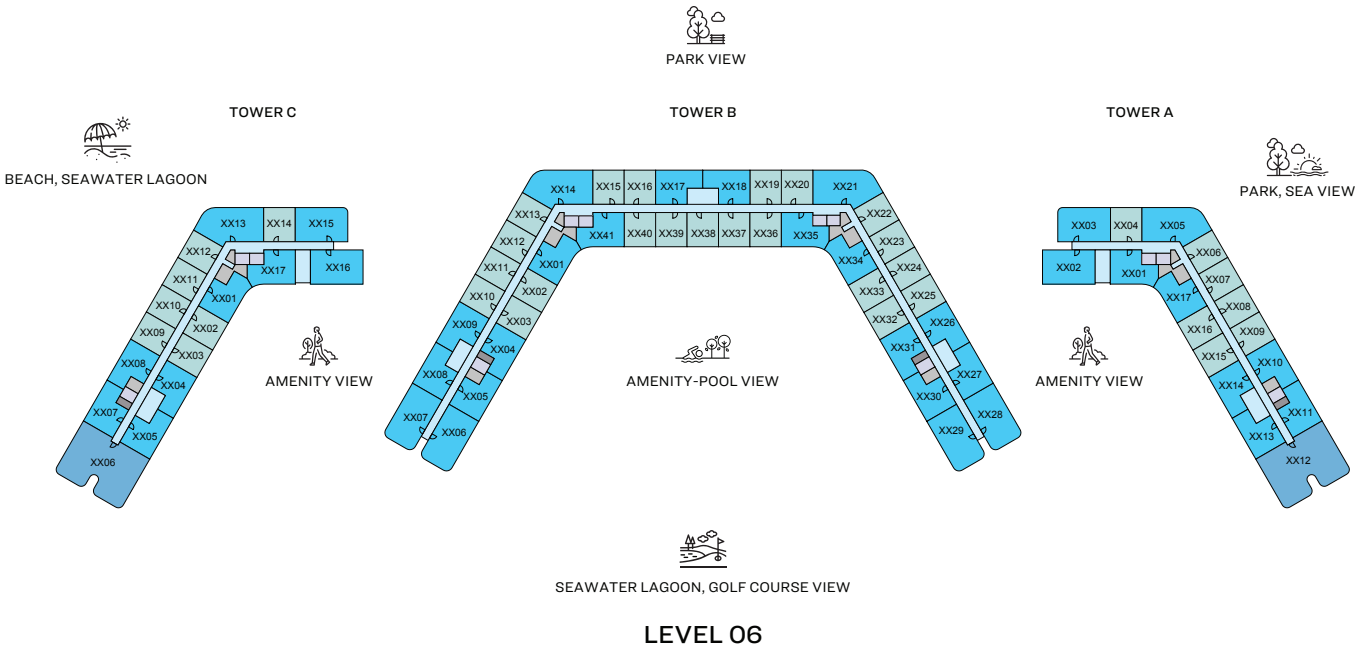 PARK VIEW
TOWER C
TOWER B
TOWER A
BEACH, SEAWATER LAGOON
PARK, SEA VIEW
XX13
XX14
XX15
XX12
XX17
XX16
XX11
XX01
XX10
XX02
XX09
XX03
XX08
XX04
XX07
XX05
XX06
AMENITY VIEW
XX14
XX15
XX16
XX17
XX18
XX19
XX20
XX21
XX13
XX22
XX12
XX41
XX40
XX39
XX38
XX37
XX36
XX35
XX23
XX11
XX01
XX34
XX24
XX10
XX02
XX33
XX25
XX09
XX03
XX32
XX26
XX08
XX04
XX31
XX27
XX07
XX05
XX30
XX28
XX06
XX29
AMENITY-POOL VIEW
XX03
XX04
XX05
XX02
XX01
XX06
XX07
XX17
XX08
XX16
XX09
XX15
XX10
XX14
XX11
XX13
XX12
AMENITY VIEW
SEAWATER LAGOON, GOLF COURSE VIEW
LEVEL 06